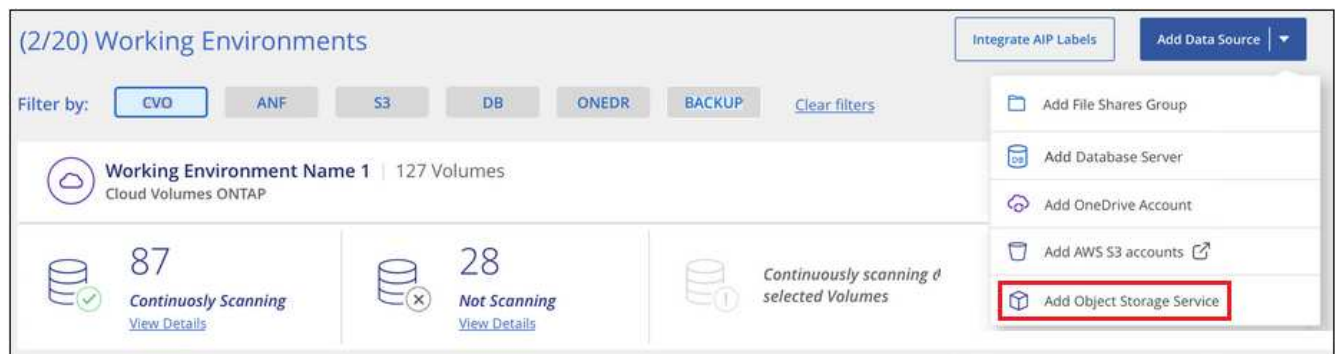 (2/20) Working Environments
Integrate AIP Labels
Add Data Source
Filter by:
CVO
ANF
S3
DB
ONEDR
BACKUP
Clear filters
Add File Shares Group
DB
Add Database Server
Add OneDrive Account
Add AWS S3 accounts
Add Object Storage Service
Working Environment Name 1 | 127 Volumes
Cloud Volumes ONTAP
87
Continuosly Scanning
View Details
28
Not Scanning
View Details
Continuously scanning
selected Volumes